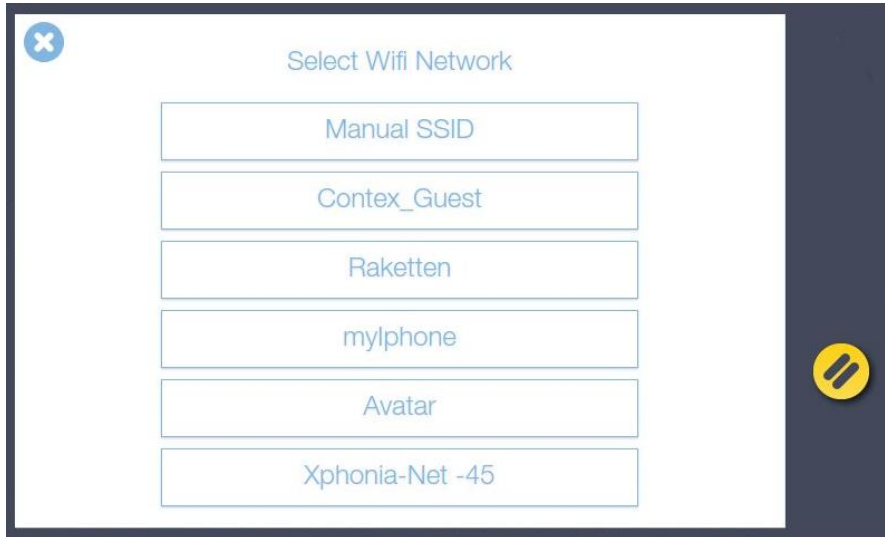 Select Wifi Network
Manual SSID
Contex_Guest
Raketten
myIphone
Avatar
Xphonia-Net -45